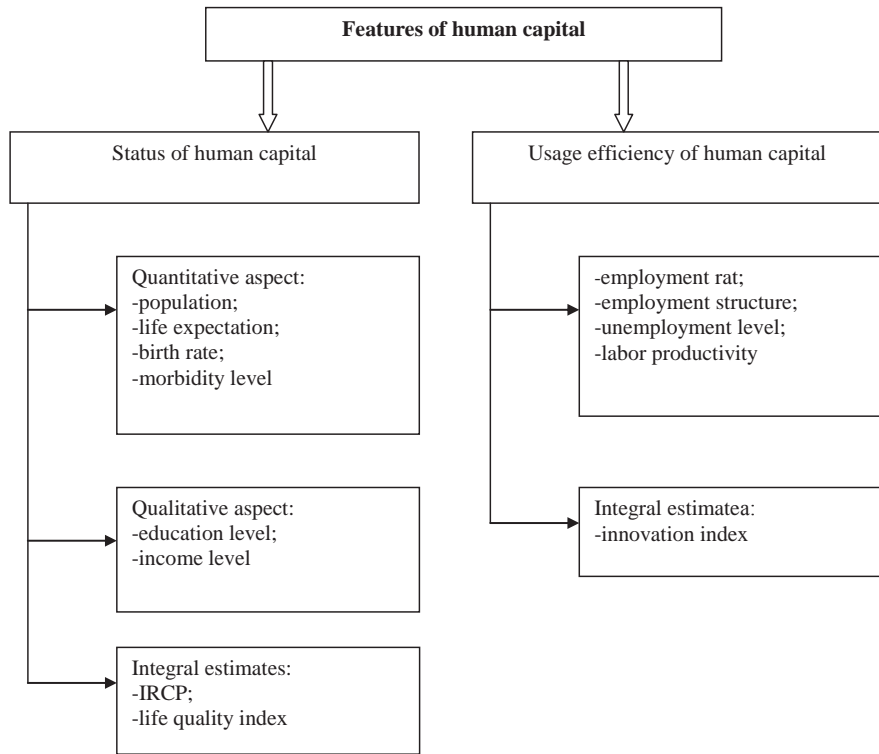 Features of human capital
Status of human capital
Usage efficiency of human capital
Quantitative aspect:
-population;
-life expectation;
-birth rate;
-morbidity level
-employment rat;
-employment structure;
-unemployment level;
-labor productivity
Qualitative aspect:
-education level;
-income level
Integral estimatea:
-innovation index
Integral estimates:
-IRCP;
-life quality index